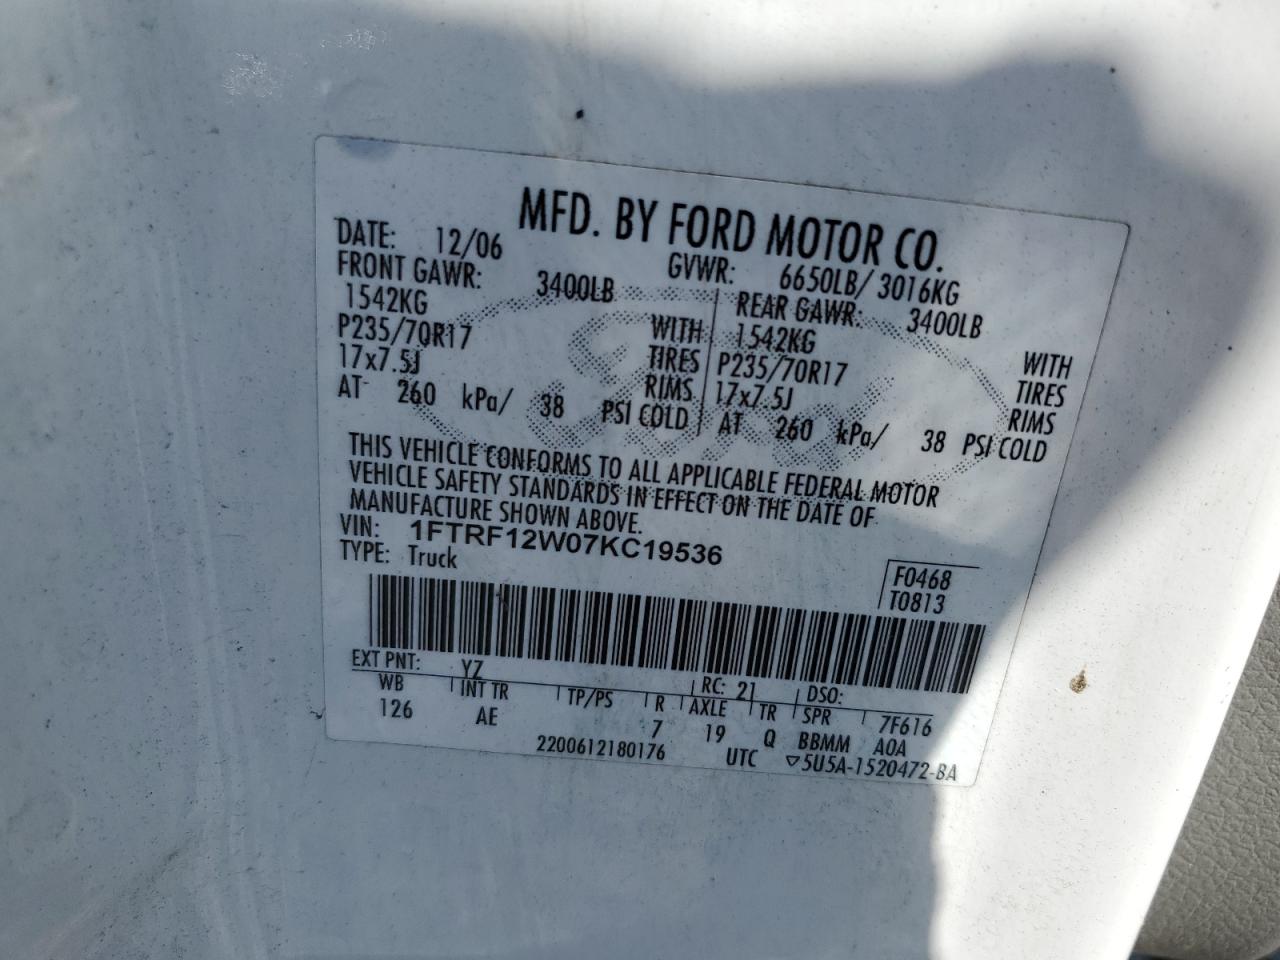 MFD. BY FORD MOTOR CO.
DATE: 12/06 GVWR: 6650LB/ 3016KG
FRONT GAWR: 3400LB REAR GAWR: 3400LB
1542KG WITH 1542KG WITH
P235/70R17 TIRES P235/70R17 TIRES
17x7.5J RIMS 17x7.5J RIMS
AT 260 kPa/ 38 PSI COLD AT 260 kPa/ 38 PSI COLD
THIS VEHICLE CONFORMS TO ALL APPLICABLE FEDERAL MOTOR
VEHICLE SAFETY STANDARDS IN EFFECT ON THE DATE OF
MANUFACTURE SHOWN ABOVE.
VIN: 1FTRF12W07KC19536
TYPE: Truck
F0468
T0813
EXT PNT: YZ RC: 21 DSO:
WB INT TR TP/PS R AXLE TR SPR 7F616
126 AE 7 19 Q BBMM A0A
2200612180176 UTC ▽5U5A-1520472-BA